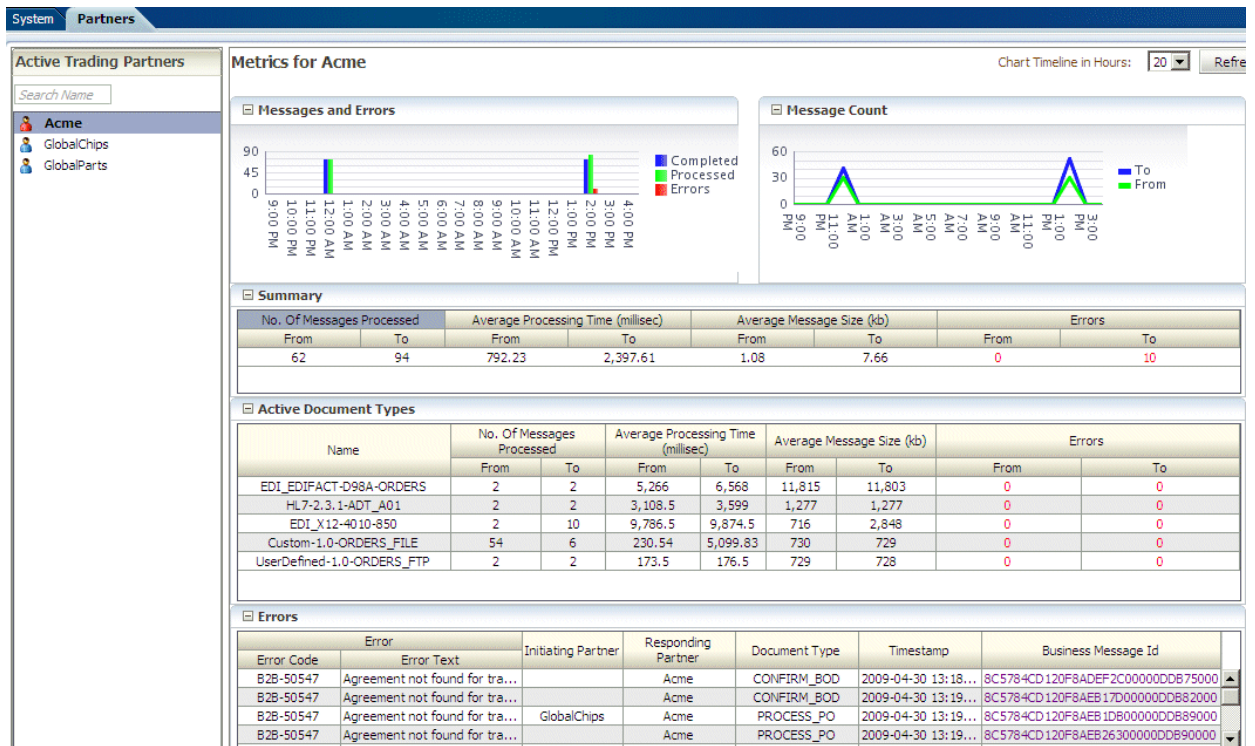 System Partners
Active Trading Partners
Search Name
Acme
GlobalChips
GlobalParts
Metrics for Acme
Chart Timeline in Hours: 20 Refre
Messages and Errors
90
45
0
9:00 PM
10:00 PM
11:00 PM
12:00 AM
1:00 AM
2:00 AM
3:00 AM
4:00 AM
5:00 AM
6:00 AM
7:00 AM
8:00 AM
9:00 AM
10:00 AM
11:00 AM
12:00 PM
1:00 PM
2:00 PM
3:00 PM
4:00 PM
Completed
Processed
Errors
Message Count
60
30
0
9:00 PM
11:00 PM
1:00 AM
3:00 AM
5:00 AM
7:00 AM
9:00 AM
11:00 AM
1:00 PM
3:00 PM
To
From
Summary
No. Of Messages Processed Average Processing Time (millisec) Average Message Size (kb) Errors
From To From To From To From To
62 94 792.23 2,397.61 1.08 7.66 0 10
Active Document Types
Name No. Of Messages Processed Average Processing Time (millisec) Average Message Size (kb) Errors
From To From To From To From To
EDI_EDIFACT-D98A-ORDERS 2 2 5,266 6,568 11,815 11,803 0 0
HL7-2.3.1-ADT_A01 2 2 3,108.5 3,599 1,277 1,277 0 0
EDI_X12-4010-850 2 10 9,786.5 9,874.5 716 2,848 0 0
Custom-1.0-ORDERS_FILE 54 6 230.54 5,099.83 730 729 0 0
UserDefined-1.0-ORDERS_FTP 2 2 173.5 176.5 729 728 0 0
Errors
Error Initiating Partner Responding Partner Document Type Timestamp Business Message Id
Error Code Error Text
B2B-50547 Agreement not found for tra... Acme CONFIRM_BOD 2009-04-30 13:18... 8C5784CD120F8ADEF2C00000DDB75000
B2B-50547 Agreement not found for tra... Acme CONFIRM_BOD 2009-04-30 13:19... 8C5784CD120F8AEB17D00000DDB82000
B2B-50547 Agreement not found for tra... GlobalChips Acme PROCESS_PO 2009-04-30 13:19... 8C5784CD120F8AEB1DB00000DDB89000
B2B-50547 Agreement not found for tra... Acme PROCESS_PO 2009-04-30 13:19... 8C5784CD120F8AEB26300000DDB90000